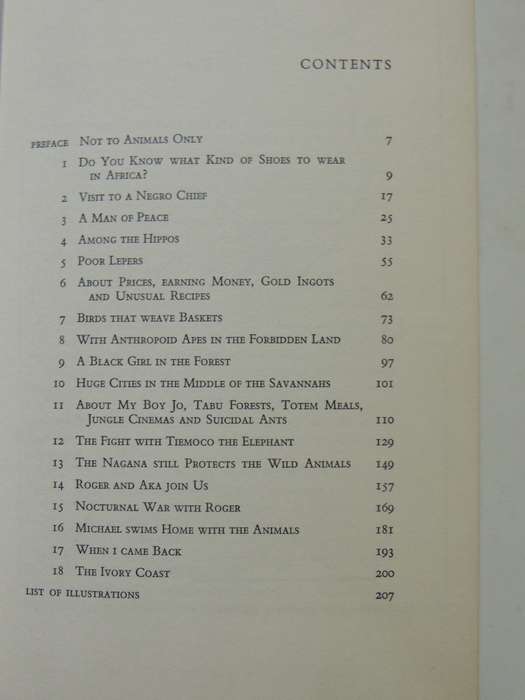 CONTENTS
PREFACE NOT TO ANIMALS ONLY 7
1 DO YOU KNOW WHAT KIND OF SHOES TO WEAR
IN AFRICA? 9
2 VISIT TO A NEGRO CHIEF 17
3 A MAN OF PEACE 25
4 AMONG THE HIPPOS 33
5 POOR LEPERS 55
6 ABOUT PRICES, EARNING MONEY, GOLD INGOTS
AND UNUSUAL RECIPES 62
7 BIRDS THAT WEAVE BASKETS 73
8 WITH ANTHROPOID APES IN THE FORBIDDEN LAND 80
9 A BLACK GIRL IN THE FOREST 97
10 HUGE CITIES IN THE MIDDLE OF THE SAVANNAHS 101
11 ABOUT MY BOY JO, TABU FORESTS, TOTEM MEALS,
JUNGLE CINEMAS AND SUICIDAL ANTS 110
12 THE FIGHT WITH TIEMOCO THE ELEPHANT 129
13 THE NAGANA STILL PROTECTS THE WILD ANIMALS 149
14 ROGER AND AKA JOIN US 157
15 NOCTURNAL WAR WITH ROGER 169
16 MICHAEL SWIMS HOME WITH THE ANIMALS 181
17 WHEN I CAME BACK 193
18 THE IVORY COAST 200
LIST OF ILLUSTRATIONS 207